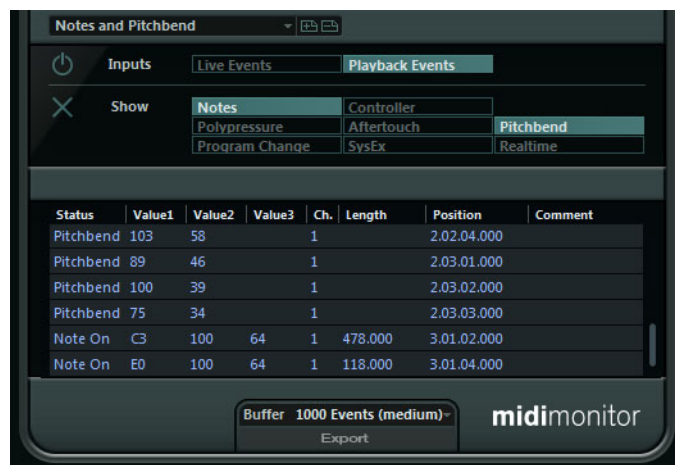 Notes and Pitchbend
Inputs Live Events Playback Events
Show Notes Controller
Polypressure Aftertouch Pitchbend
Program Change SysEx Realtime
Status Value1 Value2 Value3 Ch. Length Position Comment
Pitchbend 103 58 1 2.02.04.000
Pitchbend 89 46 1 2.03.01.000
Pitchbend 100 39 1 2.03.02.000
Pitchbend 75 34 1 2.03.03.000
Note On C3 100 64 1 478.000 3.01.02.000
Note On E0 100 64 1 118.000 3.01.04.000
Buffer 1000 Events (medium) midimonitor
Export